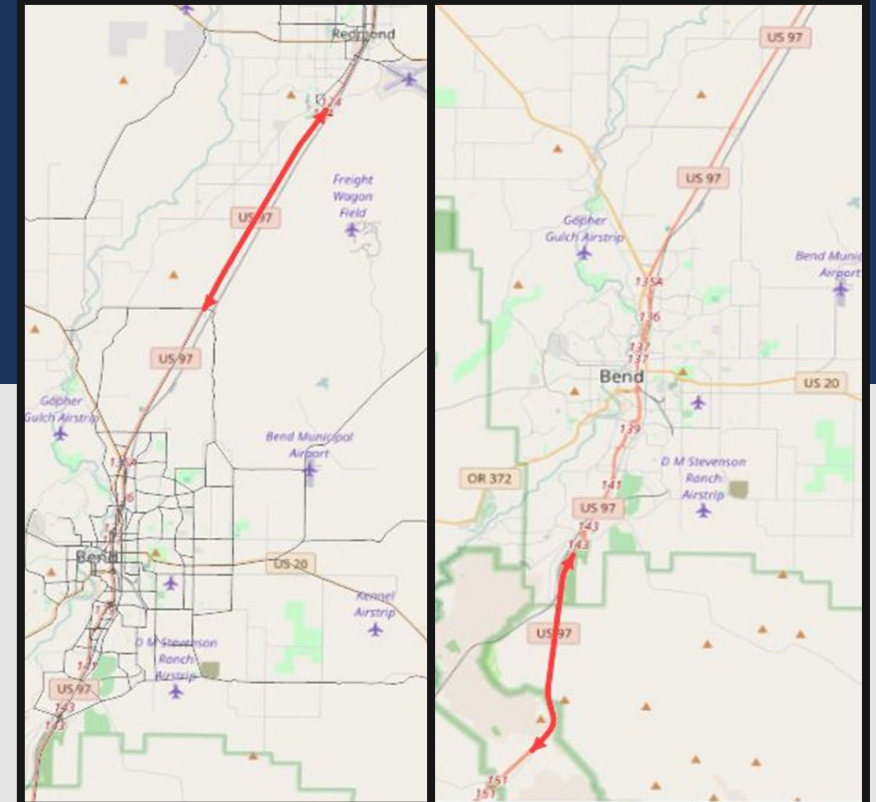 Redmond
124
Freight
Wagon
Field
US 97
US 97
Gopher
Gulch Airstrip
Bend Municipal
Airport
Bend
US 20
Kennel
Airstrip
D M Stevenson
Ranch
Airstrip
141
US 97
143
143
US 97
US 97
Gopher
Gulch Airstrip
Bend Munic
Airport
135A
136
137
137
Bend
US 20
139
D M Stevenson
Ranch
Airstrip
OR 372
141
US 97
143
143
US 97
151
151